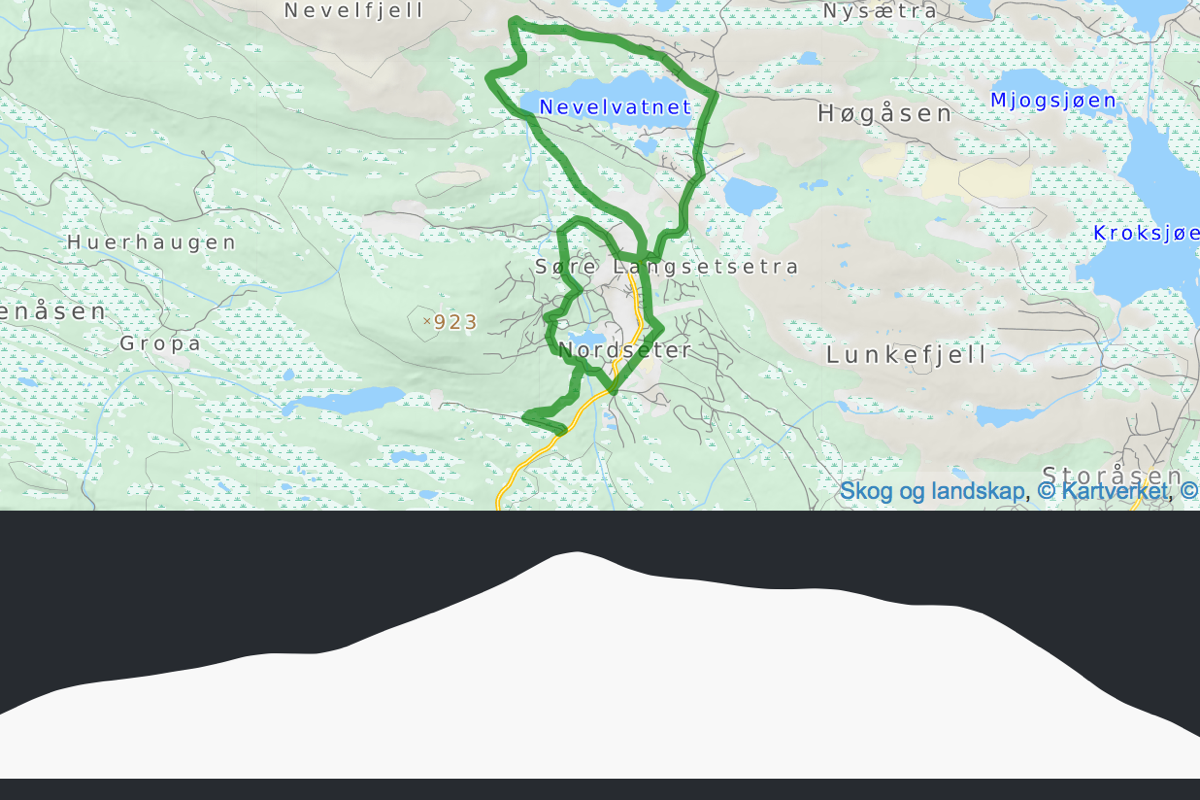 Nevelfjell
Nysætra
Nevelvatnet
Mjogsjøen
Høgåsen
Kroksjøe
Huerhaugen
Søre Langsetsetra
enåsen
×923
Gropa
Nordseter
Lunkefjell
Storåsen
Skog og landskap, © Kartverket, ©